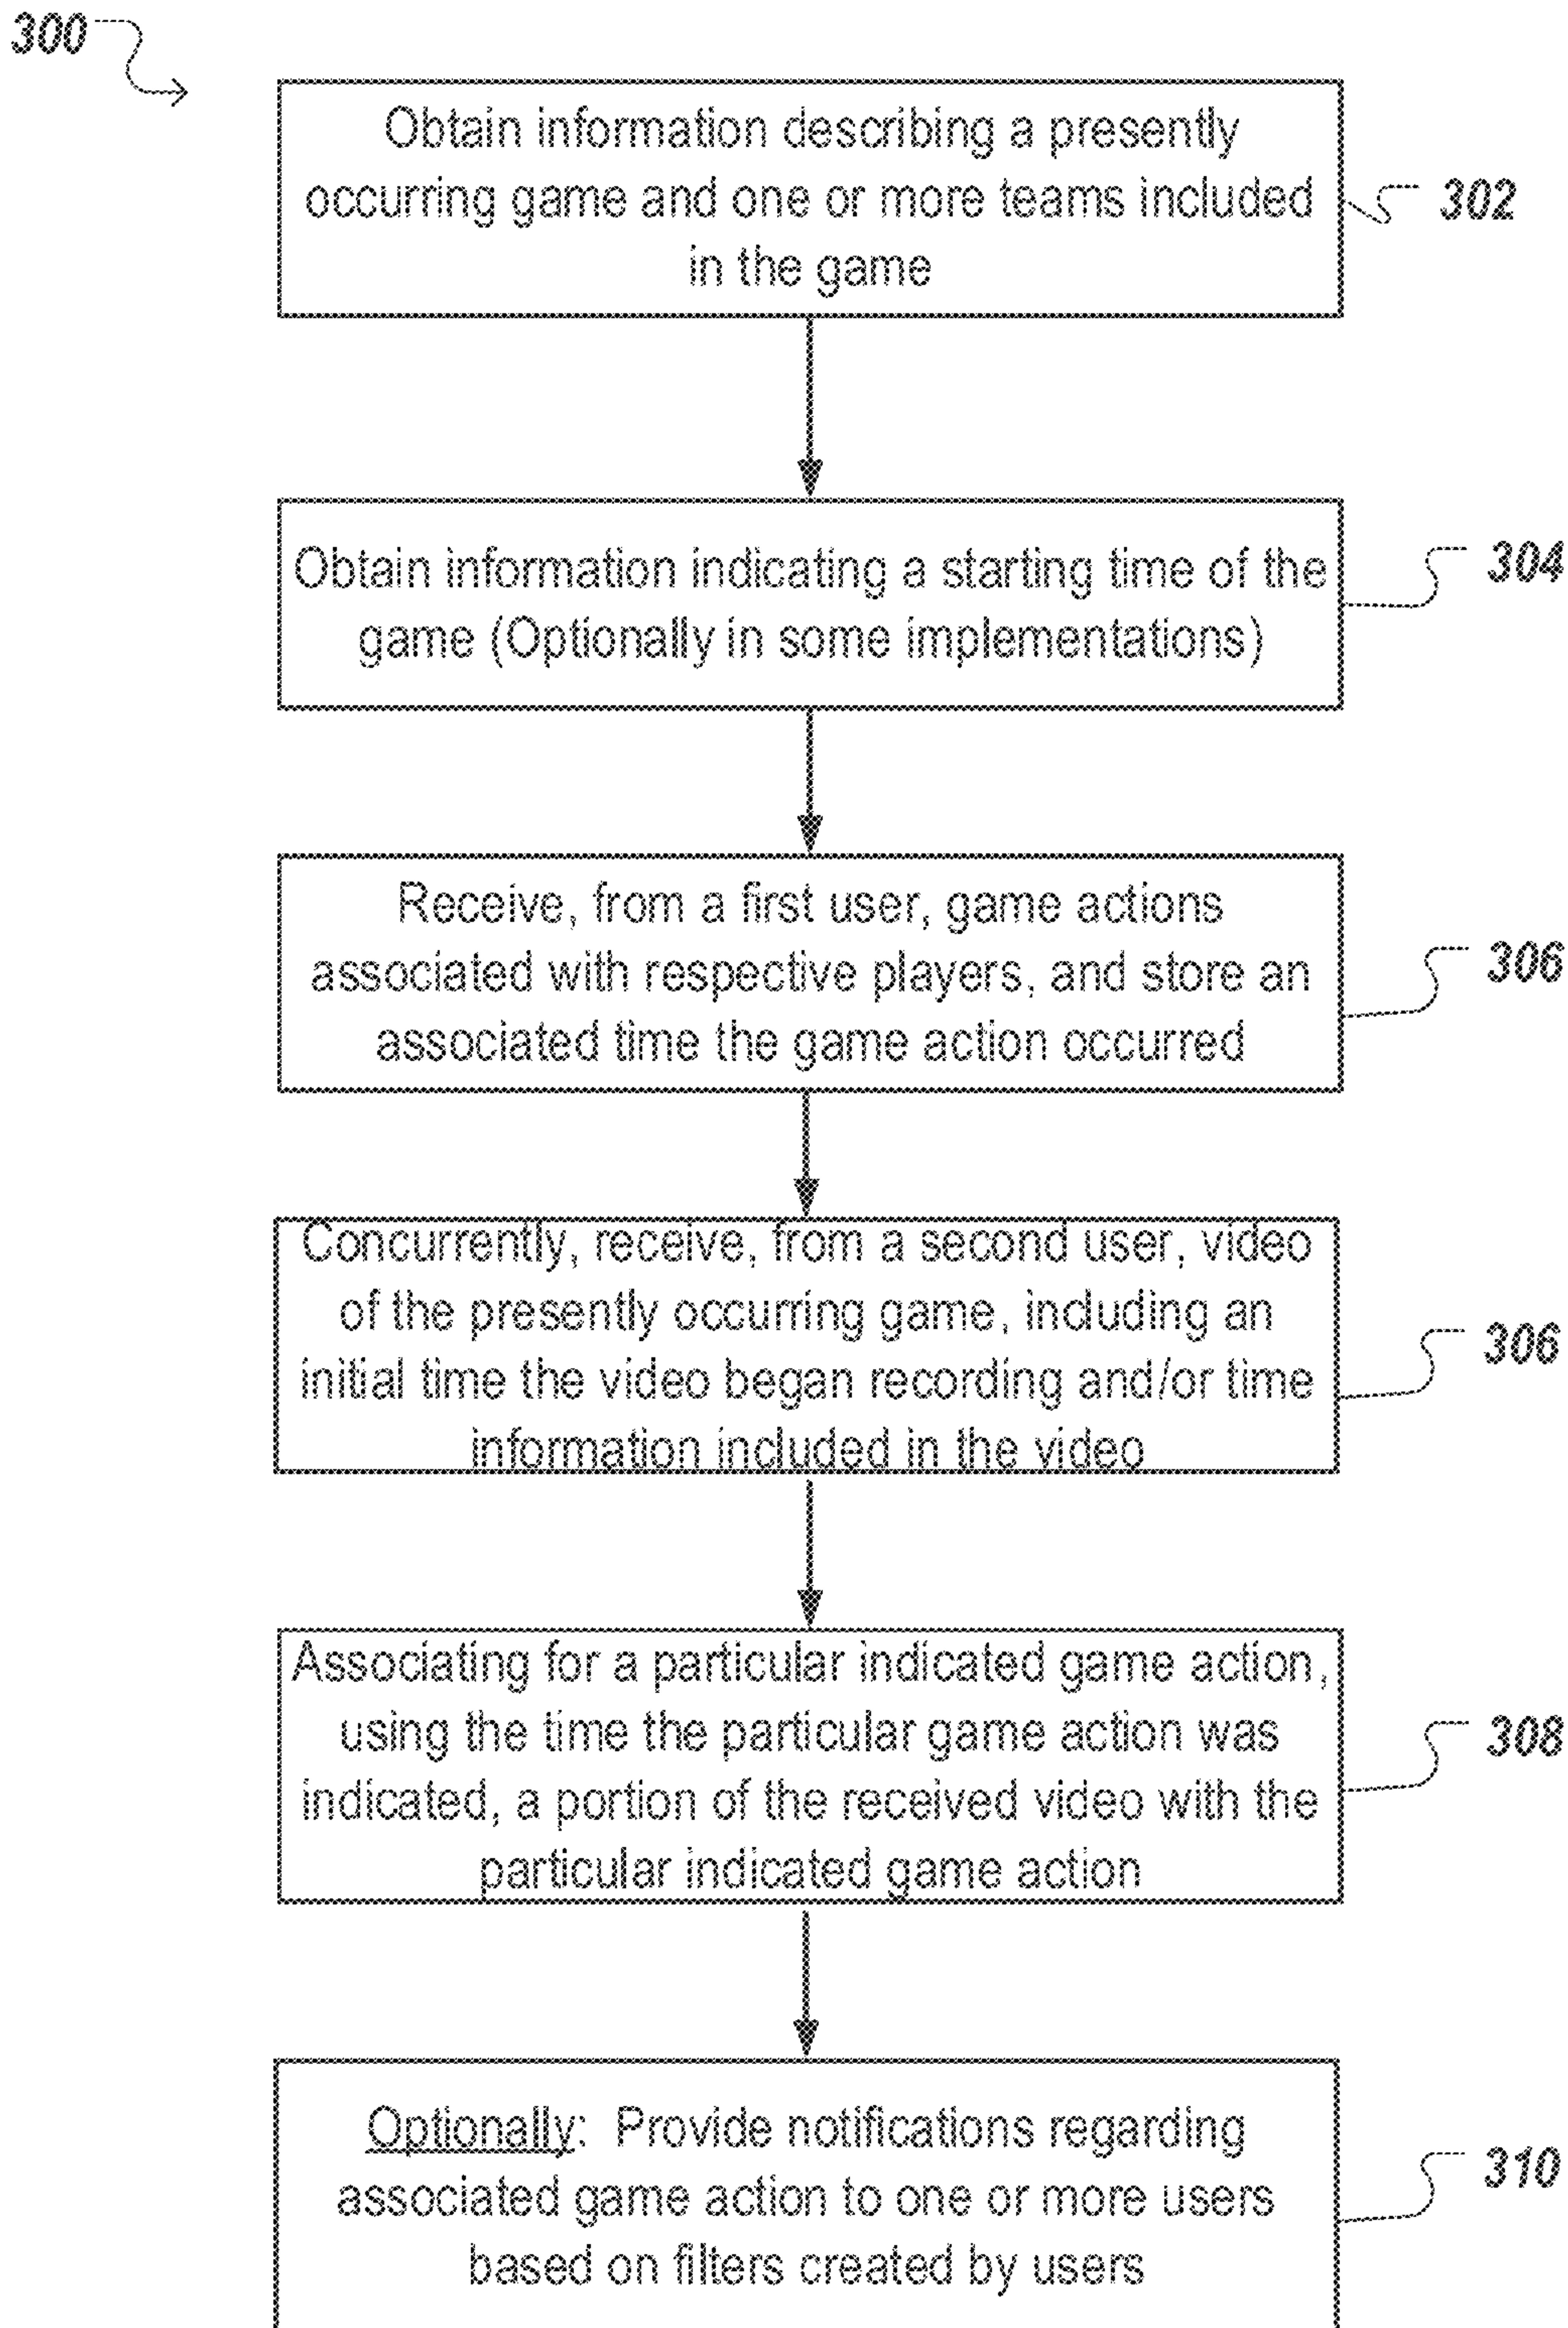 300
Obtain information describing a presently
occurring game and one or more teams included
in the game
302
Obtain information indicating a starting time of the
game (Optionally in some implementations)
304
Receive, from a first user, game actions
associated with respective players, and store an
associated time the game action occurred
306
Concurrently, receive, from a second user, video
of the presently occurring game, including an
initial time the video began recording and/or time
information included in the video
306
Associating for a particular indicated game action,
using the time the particular game action was
indicated, a portion of the received video with the
particular indicated game action
308
Optionally: Provide notifications regarding
associated game action to one or more users
based on filters created by users
310